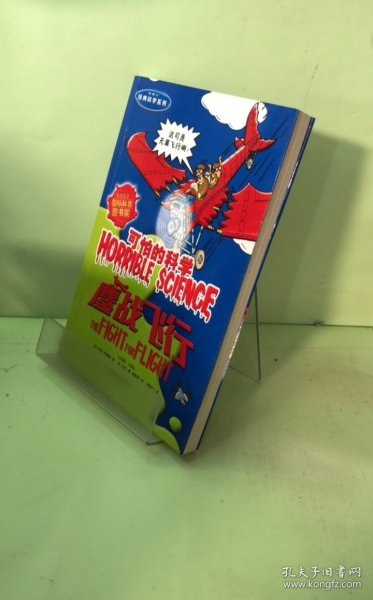 经典科学系列
这可是
无翼飞行啊!
国际科普
图书奖
可怕的科学
HORRIBLE SCIENCE
鏖战飞行
THE FIGHT FOR FLIGHT
孔夫子旧书网
www.kongfz.com